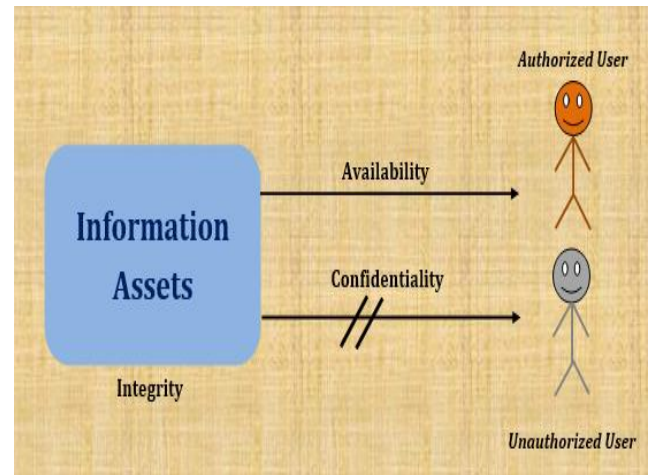 Authorized User
Availability
Information
Assets
Confidentiality
Integrity
Unauthorized User